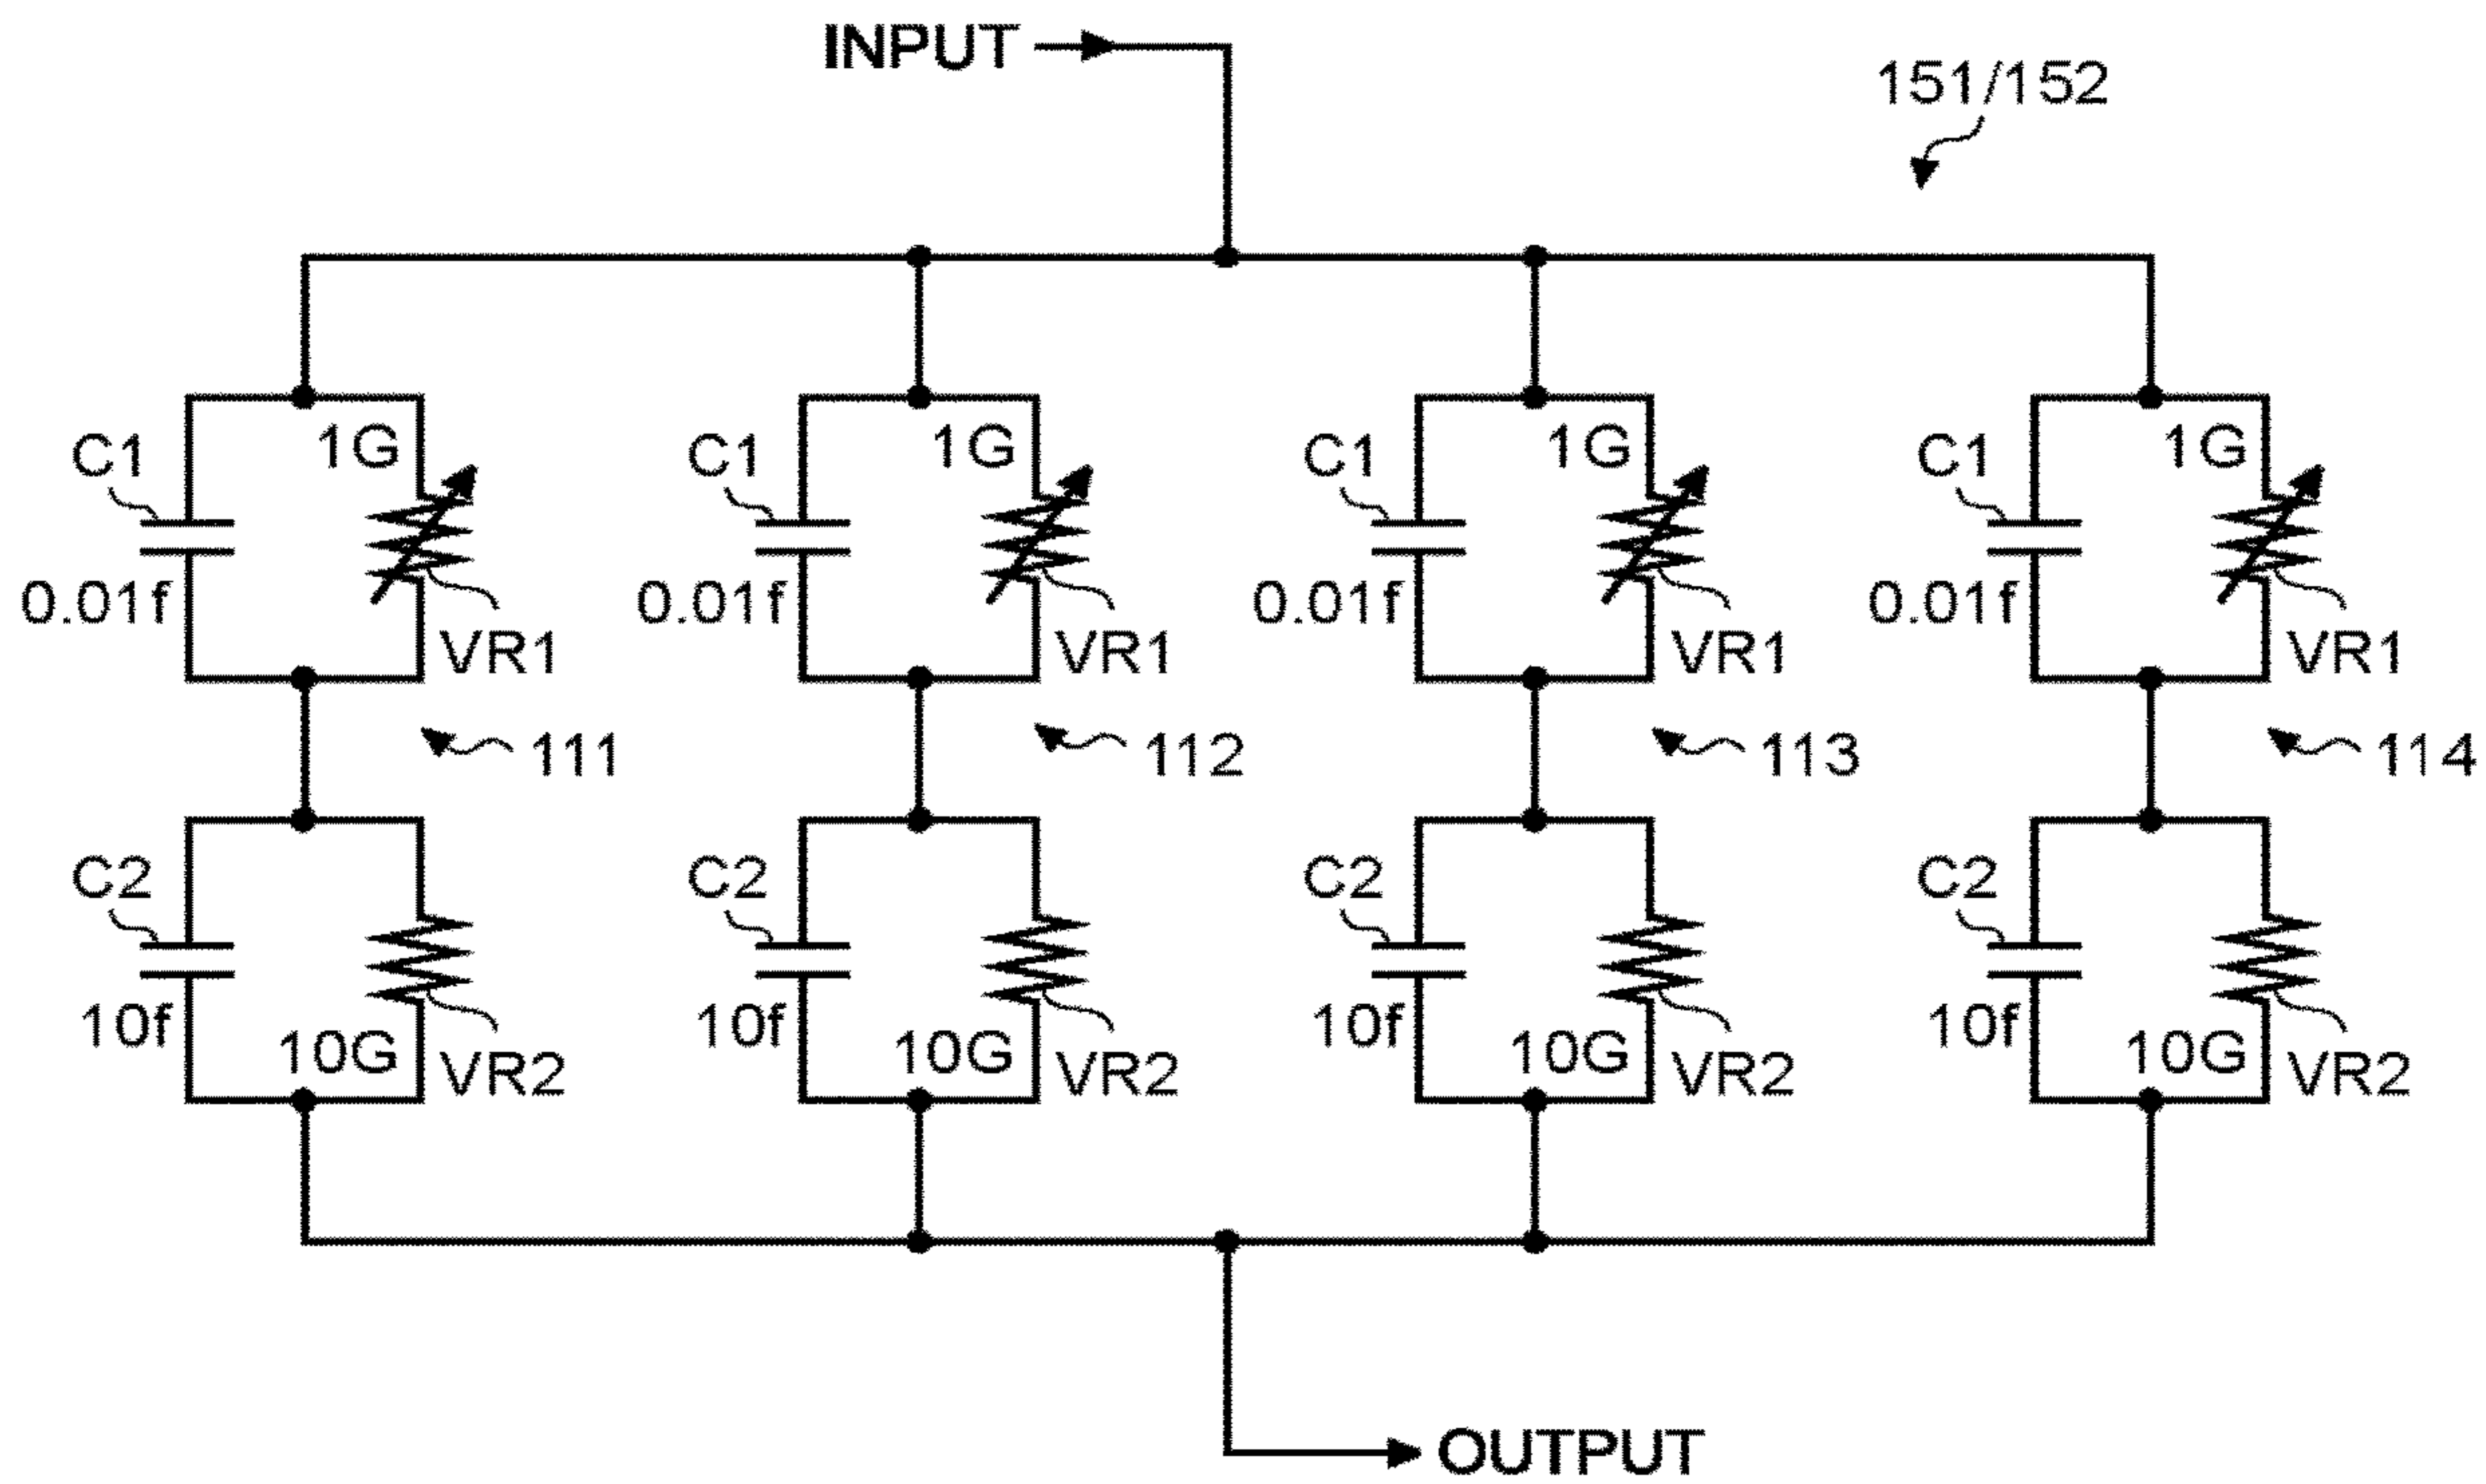 INPUT
151/152
C1 1G C1 1G C1 1G C1 1G
0.01f VR1 0.01f VR1 0.01f VR1 0.01f VR1
111 112 113 114
C2 C2 C2 C2
10f 10G VR2 10f 10G VR2 10f 10G VR2 10f 10G VR2
OUTPUT